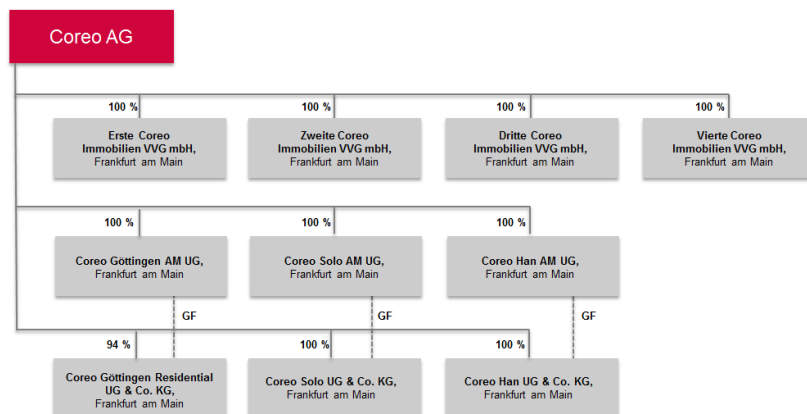 Coreo AG
100 %
100 %
100 %
100 %
Erste Coreo
Immobilien VVG mbH,
Frankfurt am Main
Zweite Coreo
Immobilien VVG mbH,
Frankfurt am Main
Dritte Coreo
Immobilien VVG mbH,
Frankfurt am Main
Vierte Coreo
Immobilien VVG mbH,
Frankfurt am Main
100 %
100 %
100 %
Coreo Göttingen AM UG,
Frankfurt am Main
Coreo Solo AM UG,
Frankfurt am Main
Coreo Han AM UG,
Frankfurt am Main
GF
GF
GF
94 %
100 %
100 %
Coreo Göttingen Residential
UG & Co. KG,
Frankfurt am Main
Coreo Solo UG & Co. KG,
Frankfurt am Main
Coreo Han UG & Co. KG,
Frankfurt am Main